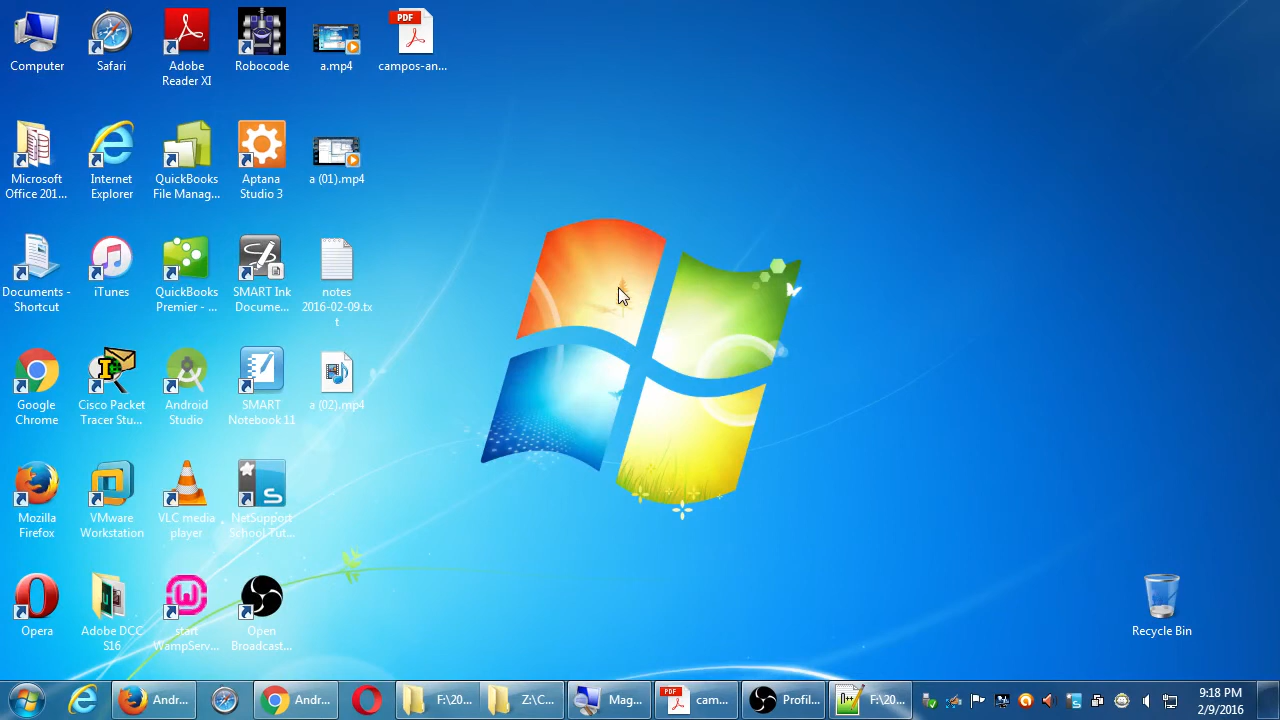 Computer
Safari
Adobe
Reader XI
Robocode
a.mp4
PDF
campos-an...
Microsoft
Office 201...
Internet
Explorer
QuickBooks
File Manag...
Aptana
Studio 3
a (01).mp4
Documents -
Shortcut
iTunes
QuickBooks
Premier - ...
SMART Ink
Docume...
notes
2016-02-09.tx
t
Google
Chrome
Cisco Packet
Tracer Stu...
Android
Studio
SMART
Notebook 11
a (02).mp4
Mozilla
Firefox
VMware
Workstation
VLC media
player
NetSupport
School Tut...
Opera
Adobe DCC
S16
start
WampServ...
Open
Broadcast...
Recycle Bin
Andr...
Andr...
F:\20...
Z:\C...
Mag...
PDF
cam...
Profil...
F:\20...
9:18 PM
2/9/2016